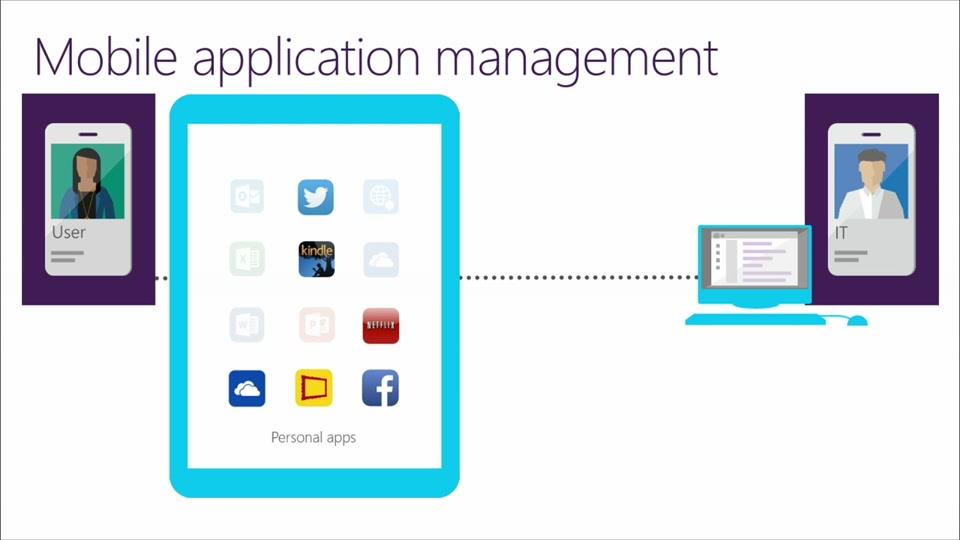 Mobile application management
User
IT
kindle
NETFLIX
Personal apps